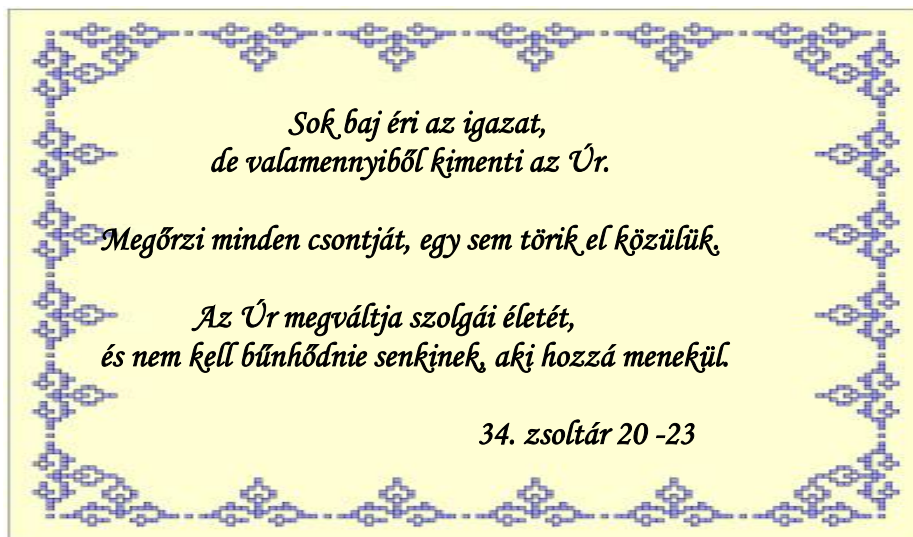 Sok baj éri az igazat,
de valamennyiből kimenti az Úr.
Megőrzi minden csontját, egy sem törik el közülük.
Az Úr megváltja szolgái életét,
és nem kell bűnhődnie senkinek, aki hozzá menekül.
34. zsoltár 20 -23